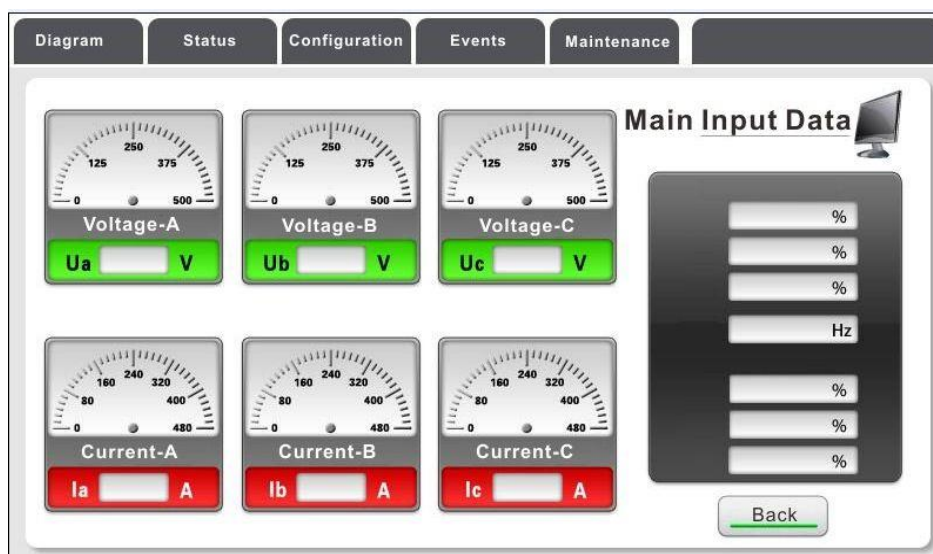 Diagram Status Configuration Events Maintenance
Main Input Data
250 250 250
125 375 125 375 125 375
0 500 0 500 0 500
Voltage-A Voltage-B Voltage-C
Ua V Ub V Uc V
%
%
%
Hz
240 240 240
160 320 160 320 160 320
80 400 80 400 80 400
0 480 0 480 0 480
Current-A Current-B Current-C
Ia A Ib A Ic A
%
%
%
Back